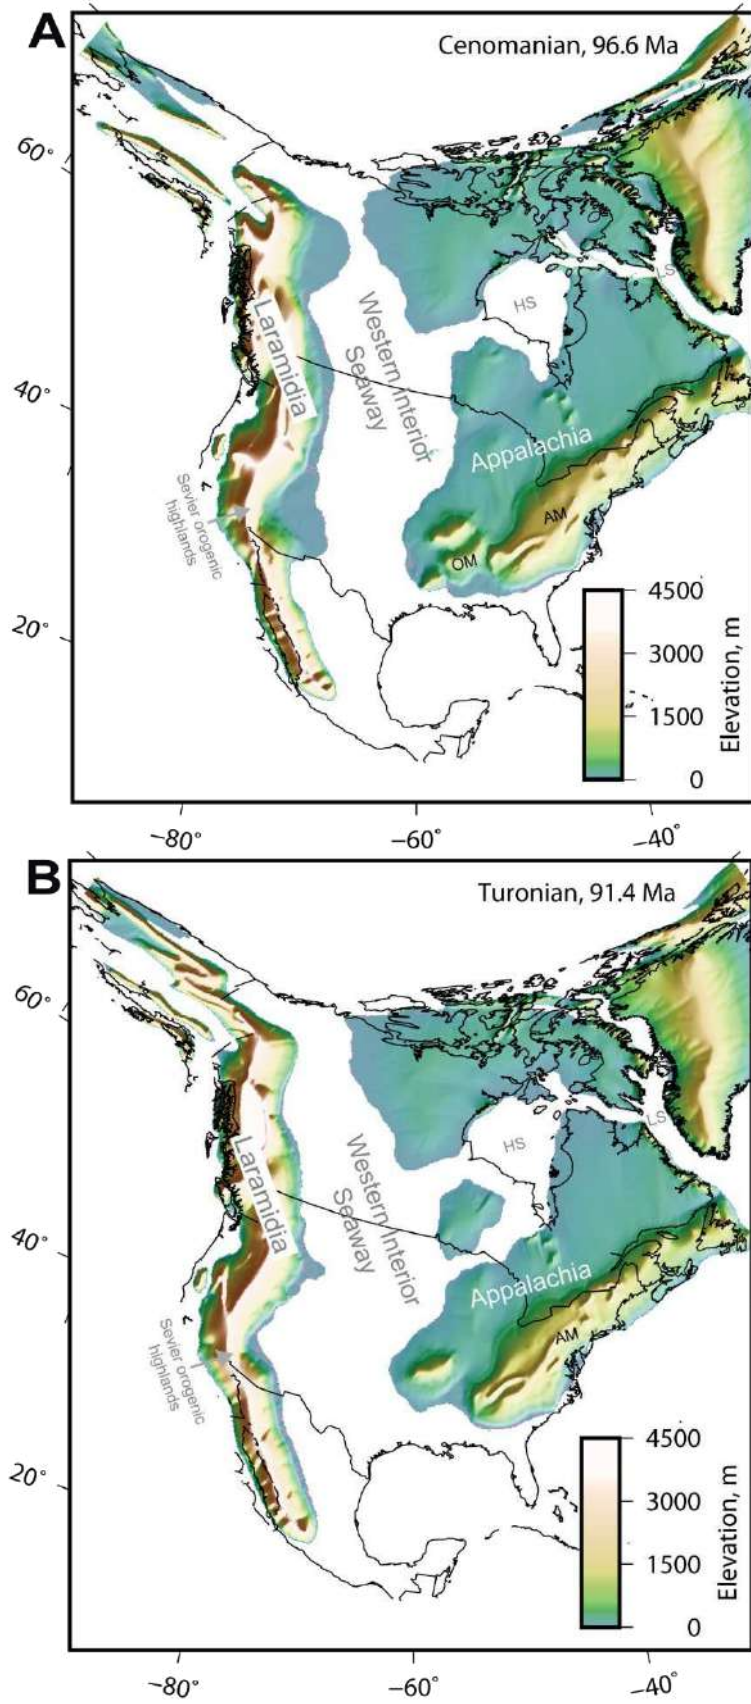 A
Cenomanian, 96.6 Ma
60°
LS
HS
Western Interior
Seaway
Laramidia
40°
Appalachia
Sevier orogenic
highlands
AM
OM
4500
3000
1500
0
Elevation, m
20°
−80°
−60°
−40°
B
Turonian, 91.4 Ma
60°
LS
HS
Western Interior
Seaway
Laramidia
40°
Appalachia
AM
Sevier orogenic
highlands
4500
3000
1500
0
Elevation, m
20°
−80°
−60°
−40°